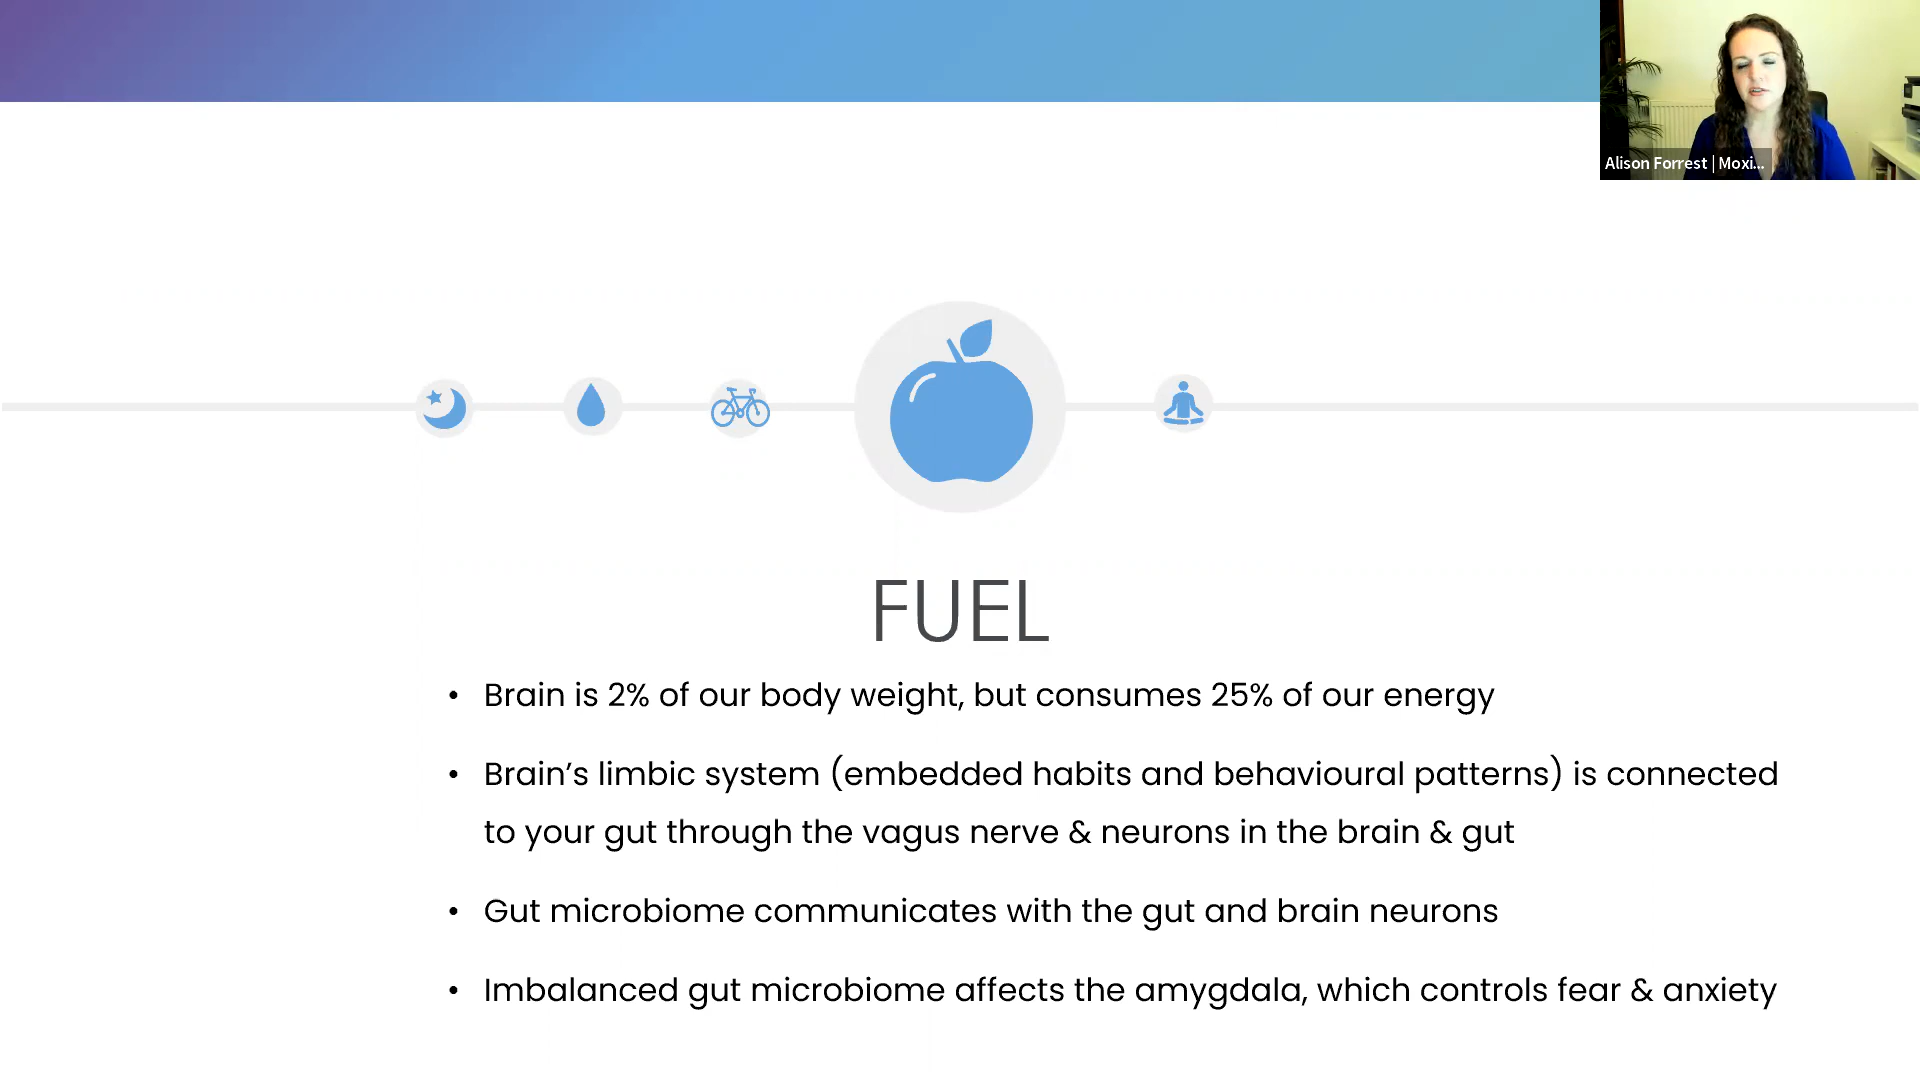 Alison Forrest | Moxi...
FUEL
• Brain is 2% of our body weight, but consumes 25% of our energy
• Brain’s limbic system (embedded habits and behavioural patterns) is connected
to your gut through the vagus nerve & neurons in the brain & gut
• Gut microbiome communicates with the gut and brain neurons
• Imbalanced gut microbiome affects the amygdala, which controls fear & anxiety